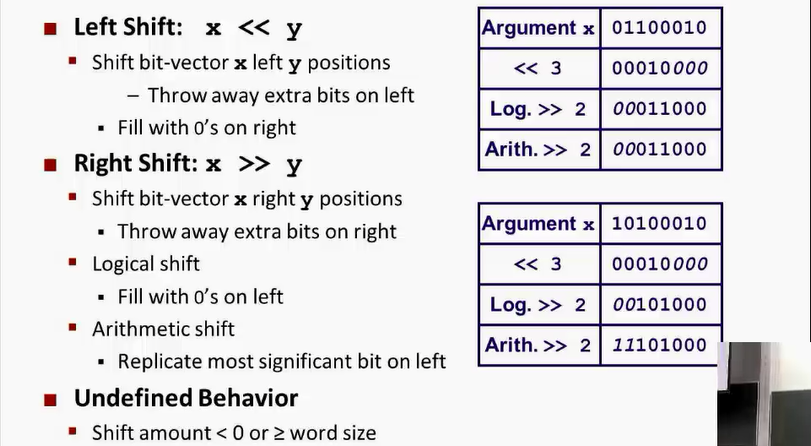 Left Shift: x << y
Shift bit-vector x left y positions
– Throw away extra bits on left
Fill with 0's on right
Right Shift: x >> y
Shift bit-vector x right y positions
Throw away extra bits on right
Logical shift
Fill with 0's on left
Arithmetic shift
Replicate most significant bit on left
Undefined Behavior
Shift amount < 0 or ≥ word size
Argument x 01100010
<< 3 00010000
Log. >> 2 00011000
Arith. >> 2 00011000
Argument x 10100010
<< 3 00010000
Log. >> 2 00101000
Arith. >> 2 11101000